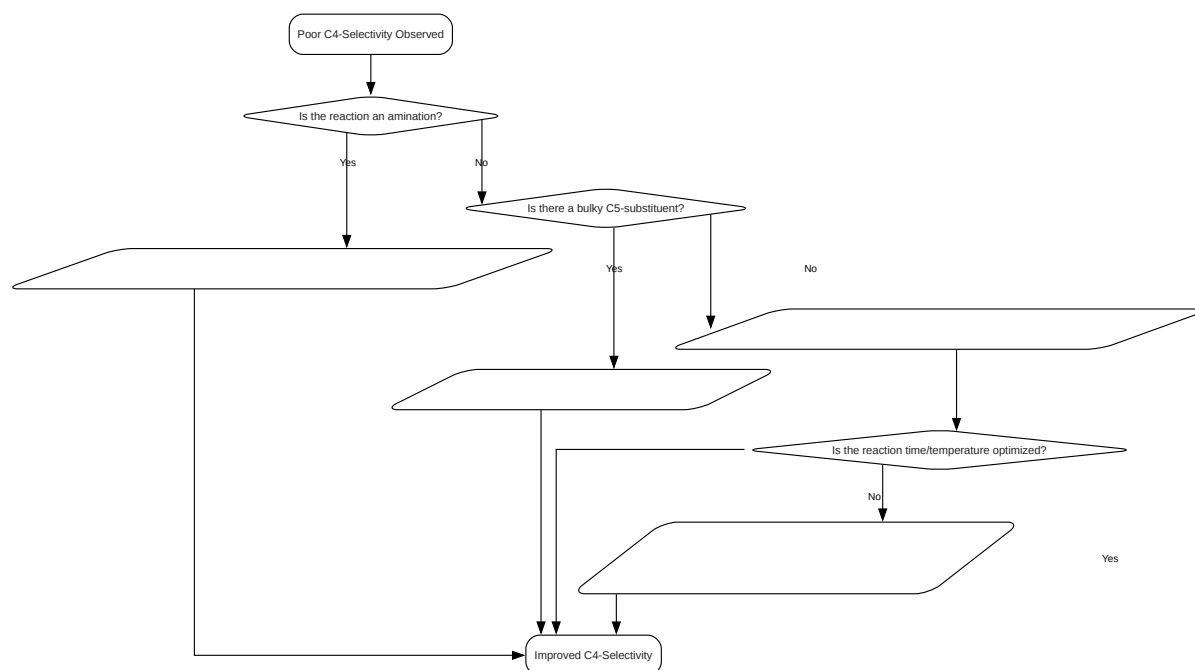 Poor C4-Selectivity Observed
Is the reaction an amination?
Yes
No
Is there a bulky C5-substituent?
Yes
No
Is the reaction time/temperature optimized?
No
Yes
Improved C4-Selectivity